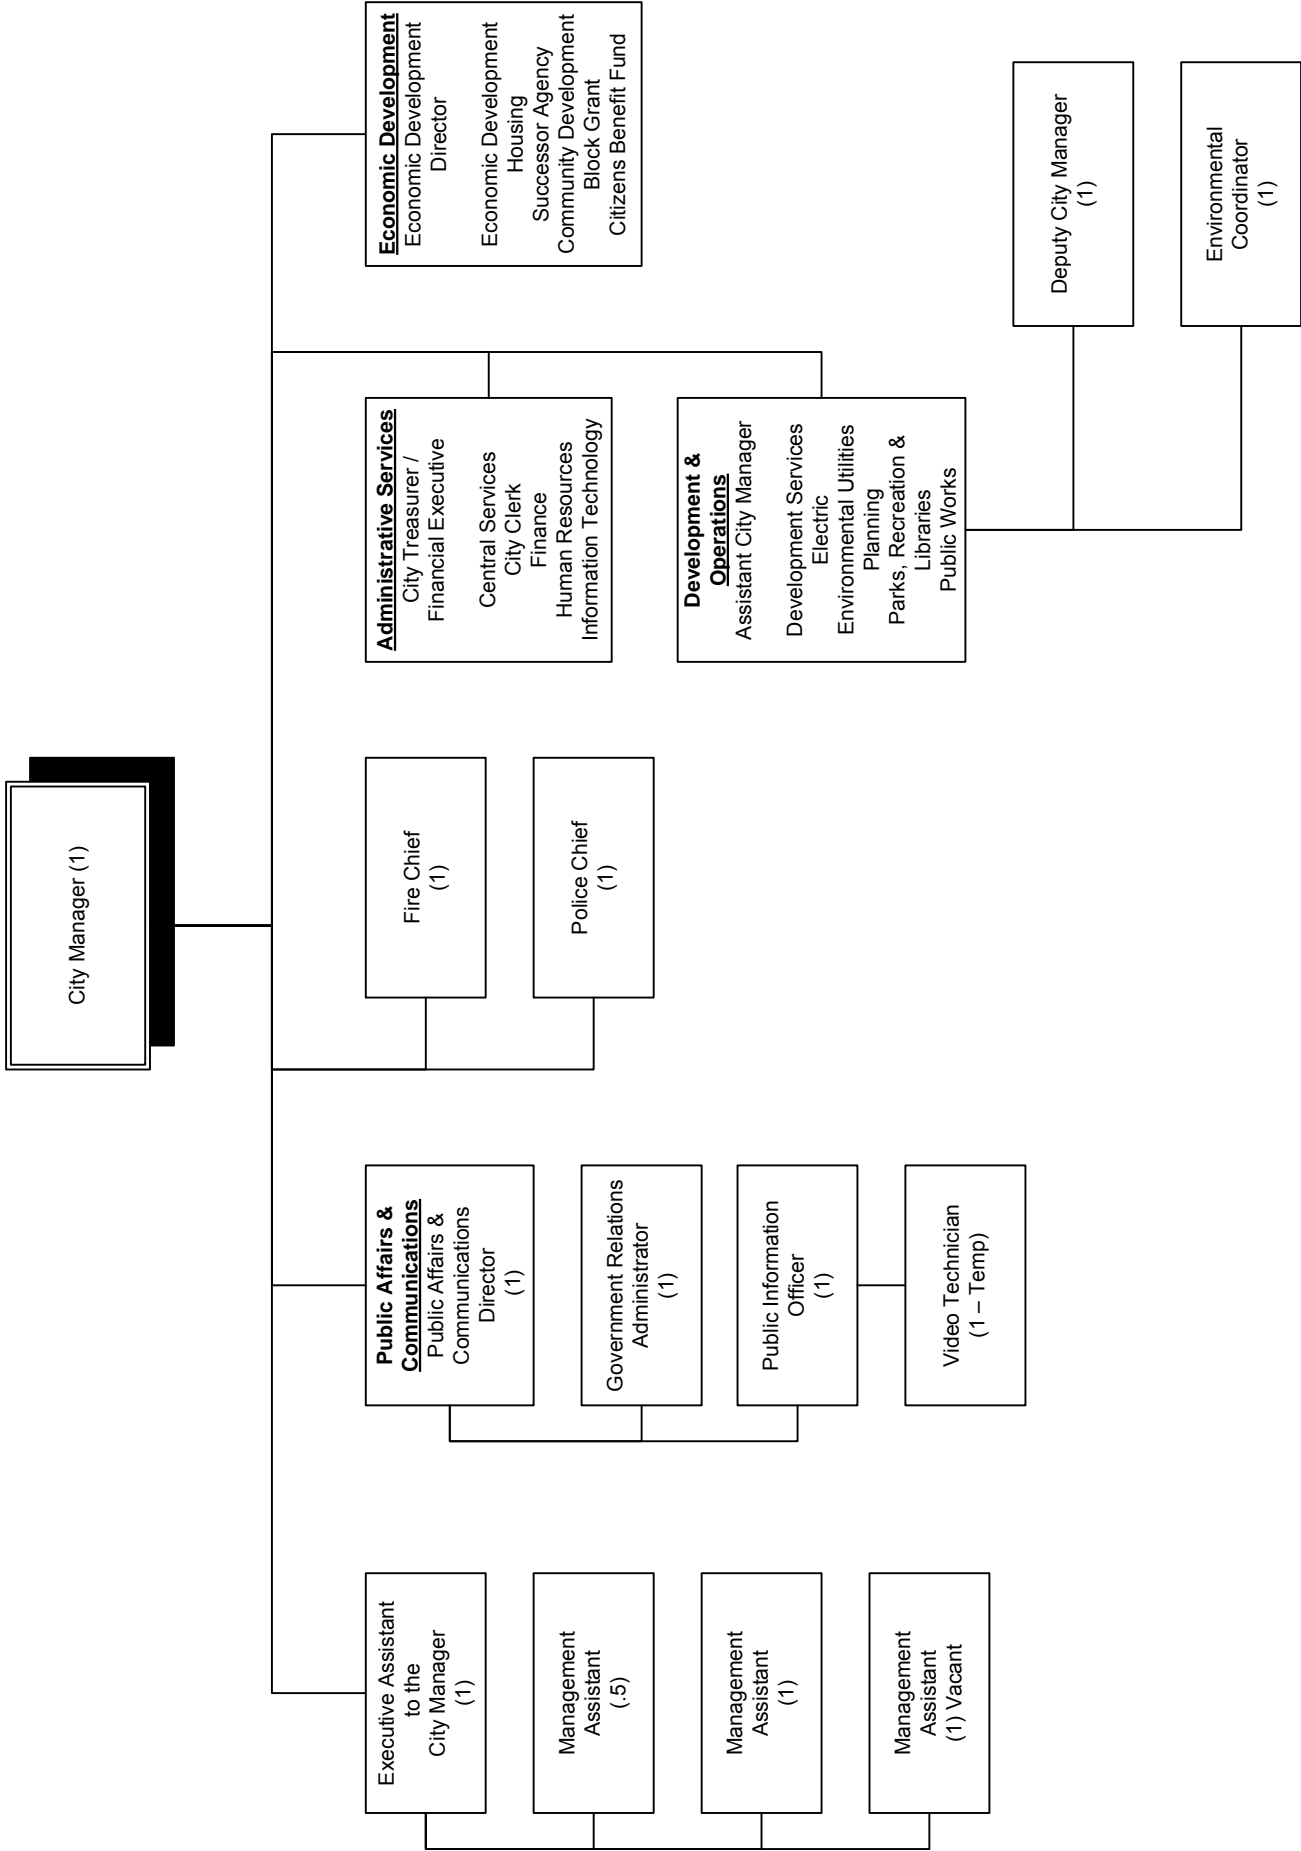 City Manager (1)
Executive Assistant
to the
City Manager
(1)
Management
Assistant
(.5)
Management
Assistant
(1)
Management
Assistant
(1) Vacant
Public Affairs &
Communications
Public Affairs &
Communications
Director
(1)
Government Relations
Administrator
(1)
Public Information
Officer
(1)
Video Technician
(1 – Temp)
Fire Chief
(1)
Police Chief
(1)
Administrative Services
City Treasurer /
Financial Executive
Central Services
City Clerk
Finance
Human Resources
Information Technology
Development &
Operations
Assistant City Manager
Development Services
Electric
Environmental Utilities
Planning
Parks, Recreation &
Libraries
Public Works
Economic Development
Economic Development
Director
Economic Development
Housing
Successor Agency
Community Development
Block Grant
Citizens Benefit Fund
Deputy City Manager
(1)
Environmental
Coordinator
(1)